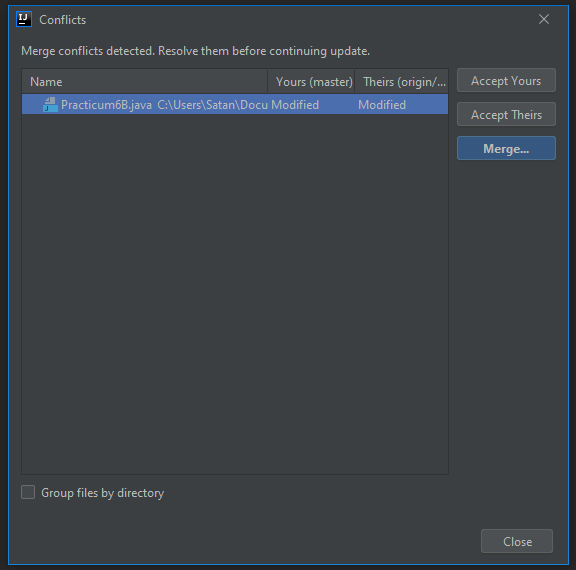 IJ
Conflicts
Merge conflicts detected. Resolve them before continuing update.
Name Yours (master) Theirs (origin/...
Practicum6B.java C:\Users\Satan\Docu Modified Modified
Accept Yours
Accept Theirs
Merge...
Group files by directory
Close